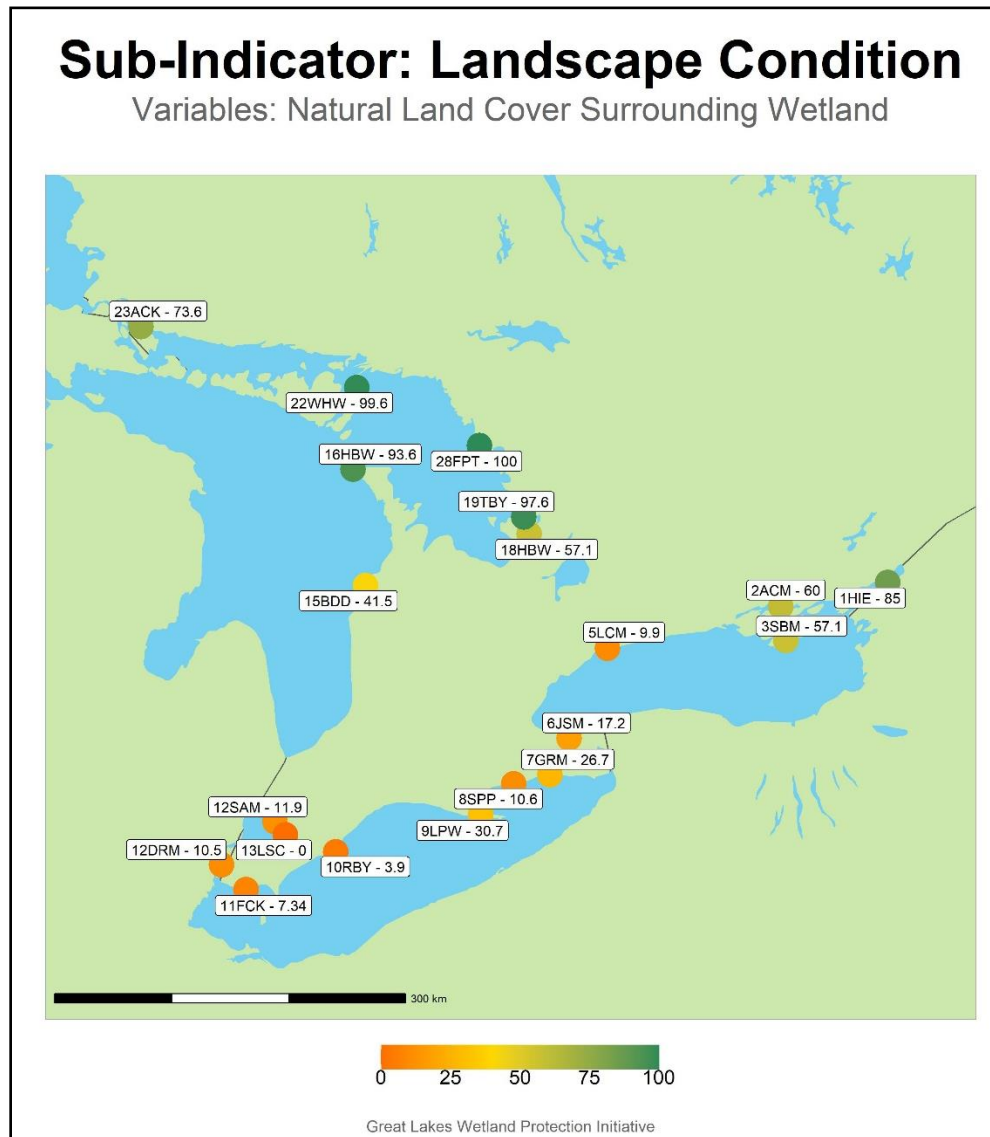 Sub-Indicator: Landscape Condition
Variables: Natural Land Cover Surrounding Wetland
23ACK - 73.6
22WHW - 99.6
16HBW - 93.6
28FPT - 100
19TBY - 97.6
18HBW - 57.1
15BDD - 41.5
2ACM - 60
1HIE - 85
3SBM - 57.1
5LCM - 9.9
6JSM - 17.2
7GRM - 26.7
8SPP - 10.6
12SAM - 11.9
9LPW - 30.7
12DRM - 10.5
13LSC - 0
10RBY - 3.9
11FCK - 7.34
300 km
0 25 50 75 100
Great Lakes Wetland Protection Initiative